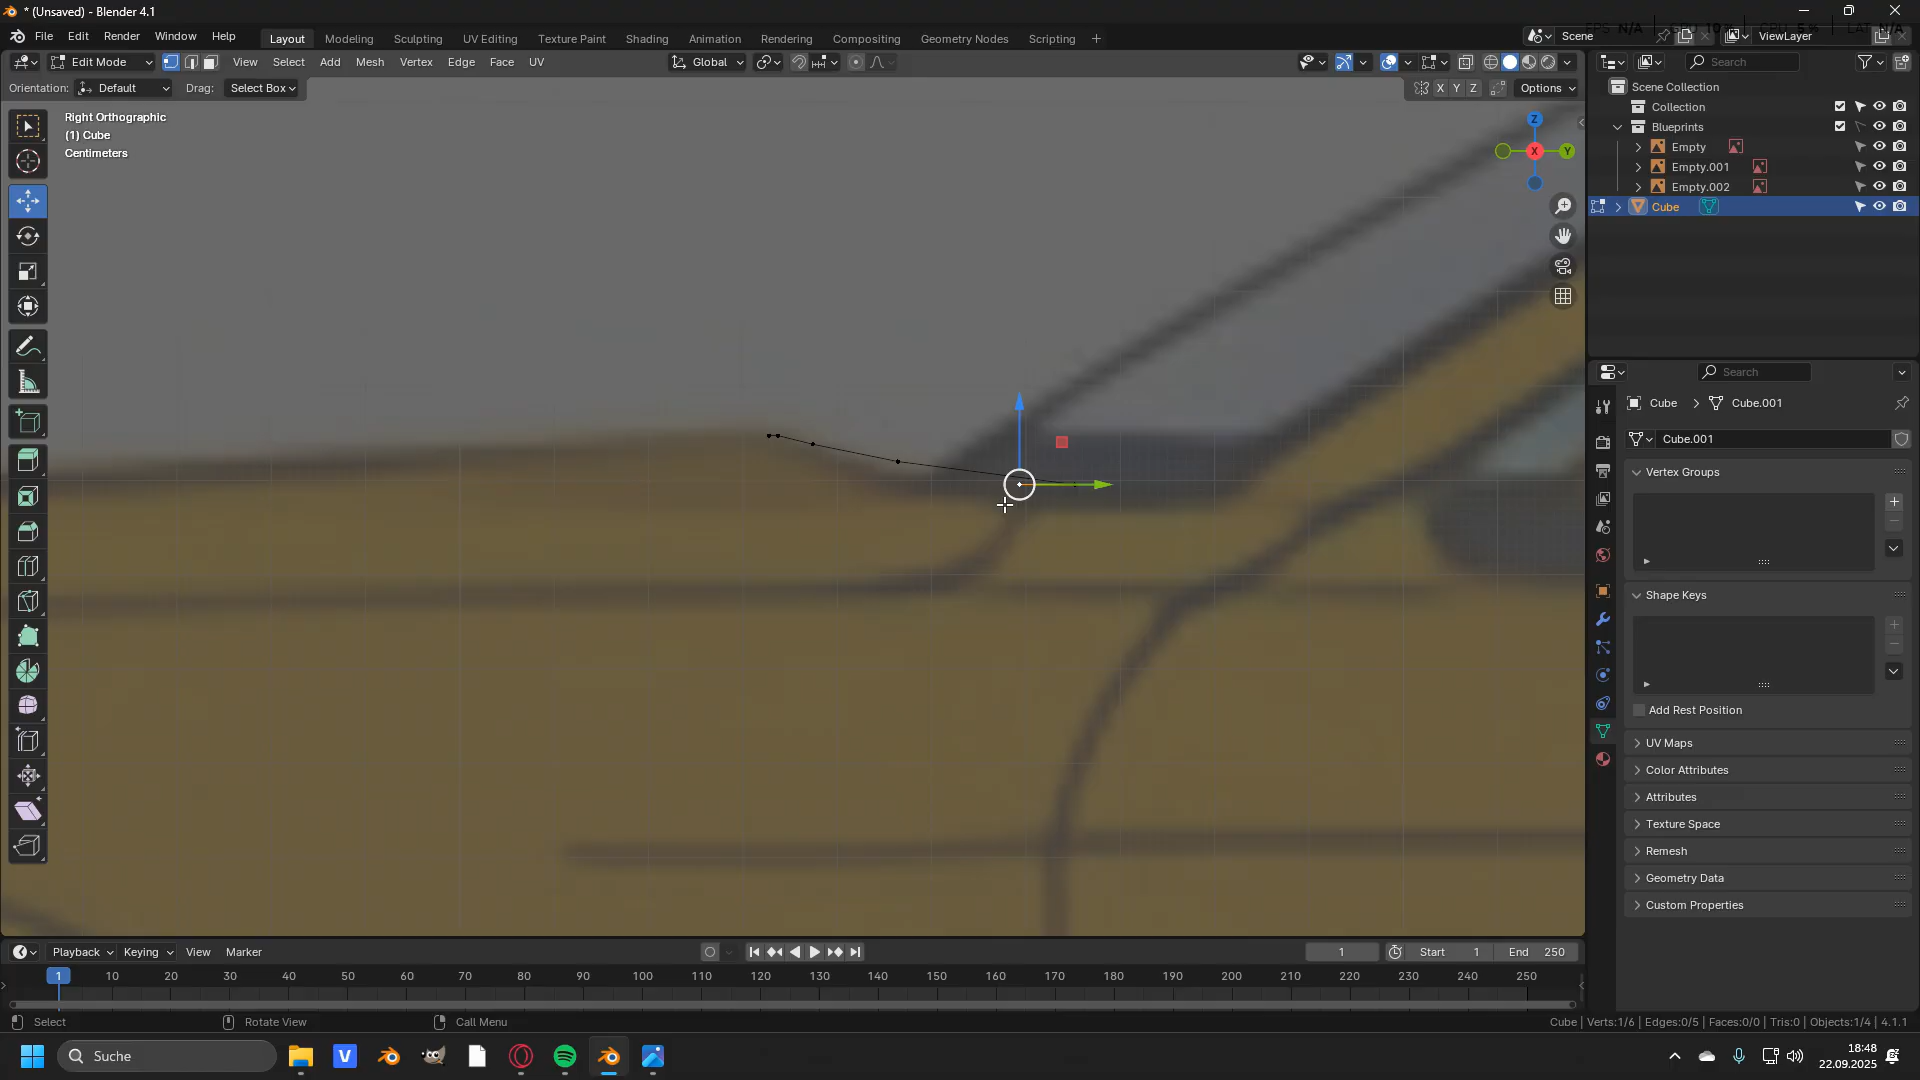 * (Unsaved) - Blender 4.1
File Edit Render Window Help
Layout Modeling Sculpting UV Editing Texture Paint Shading Animation Rendering Compositing Geometry Nodes Scripting +
Scene ViewLayer
FPS N/A LAT N/A
Edit Mode View Select Add Mesh Vertex Edge Face UV
Global
Search
Orientation: Default Drag: Select Box
X Y Z Options
Right Orthographic
(1) Cube
Centimeters
Z
X
Y
Scene Collection
Collection
Blueprints
Empty
Empty.001
Empty.002
Cube
Search
Cube > Cube.001
Cube.001
Vertex Groups
Shape Keys
Add Rest Position
UV Maps
Color Attributes
Attributes
Texture Space
Remesh
Geometry Data
Custom Properties
Playback Keying View Marker
1 Start 1 End 250
1 10 20 30 40 50 60 70 80 90 100 110 120 130 140 150 160 170 180 190 200 210 220 230 240 250
Select Rotate View Call Menu
Cube | Verts:1/6 | Edges:0/5 | Faces:0/0 | Tris:0 | Objects:1/4 | 4.1.1
Suche
18:48
22.09.2025